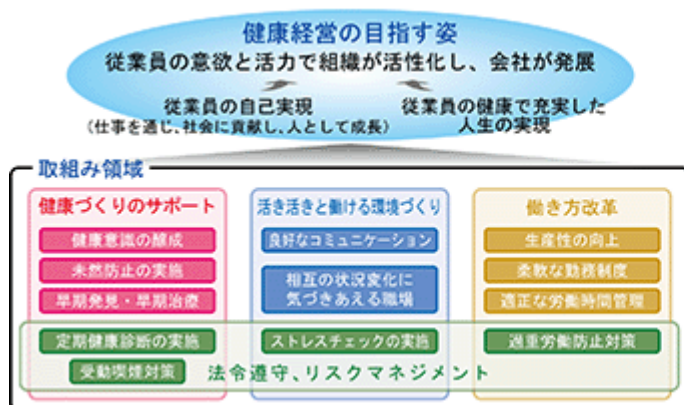 健康経営の目指す姿
従業員の意欲と活力で組織が活性化し、会社が発展
従業員の自己実現
(仕事を通じ、社会に貢献し、人として成長)
従業員の健康で充実した
人生の実現
取組み領域
健康づくりのサポート
健康意識の醸成
未然防止の実施
早期発見・早期治療
定期健康診断の実施
受動喫煙対策
活き活きと働ける環境づくり
良好なコミュニケーション
相互の状況変化に
気づきあえる職場
ストレスチェックの実施
働き方改革
生産性の向上
柔軟な勤務制度
適正な労働時間管理
過重労働防止対策
法令遵守、リスクマネジメント